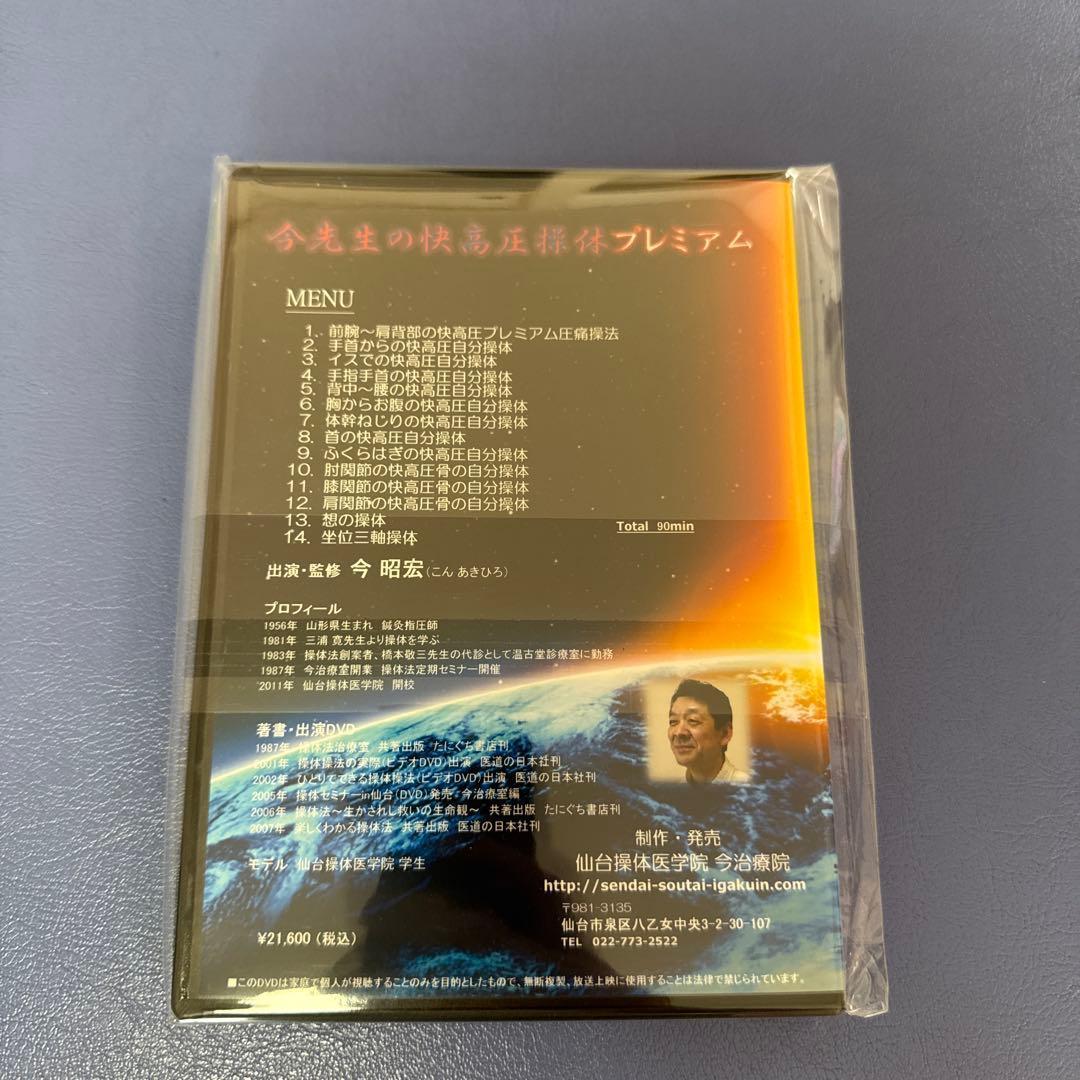 今先生の快高圧操体プレミアム
MENU
1. 前腕～肩背部の快高圧プレミアム圧痛操法
2. 手首からの快高圧自分操体
3. イスでの快高圧自分操体
4. 手指手首の快高圧自分操体
5. 背中～腰の快高圧自分操体
6. 胸からお腹の快高圧自分操体
7. 体幹ねじりの快高圧自分操体
8. 首の快高圧自分操体
9. ふくらはぎの快高圧自分操体
10. 肘関節の快高圧骨の自分操体
11. 膝関節の快高圧骨の自分操体
12. 肩関節の快高圧骨の自分操体
13. 想の操体
14. 坐位三軸操体
Total 90min
出演・監修 今 昭宏(こん あきひろ)
プロフィール
1956年 山形県生まれ 鍼灸指圧師
1981年 三浦 寛先生より操体を学ぶ
1983年 操体法創案者、橋本敬三先生の代診として温古堂診療室に勤務
1987年 今治療室開業 操体法定期セミナー開催
2011年 仙台操体医学院 開校
著書・出演DVD
1987年 操体法治療室 共著出版 たにぐち書店刊
2001年 操体操法の実際(ビデオDVD)出演 医道の日本社刊
2002年 ひとりでできる操体操法(ビデオDVD)出演 医道の日本社刊
2005年 操体セミナーin仙台(DVD)発売 今治療室編
2006年 操体法～生かされし救いの生命観～ 共著出版 たにぐち書店刊
2007年 楽しくわかる操体法 共著出版 医道の日本社刊
モデル 仙台操体医学院 学生
制作・発売
仙台操体医学院 今治療院
http://sendai-soutai-igakuin.com
〒981-3135
仙台市泉区八乙女中央3-2-30-107
TEL 022-773-2522
¥21,600(税込)
■このDVDは家庭で個人が視聴することのみを目的としたもので、無断複製、放送上映に使用することは法律で禁じられています。